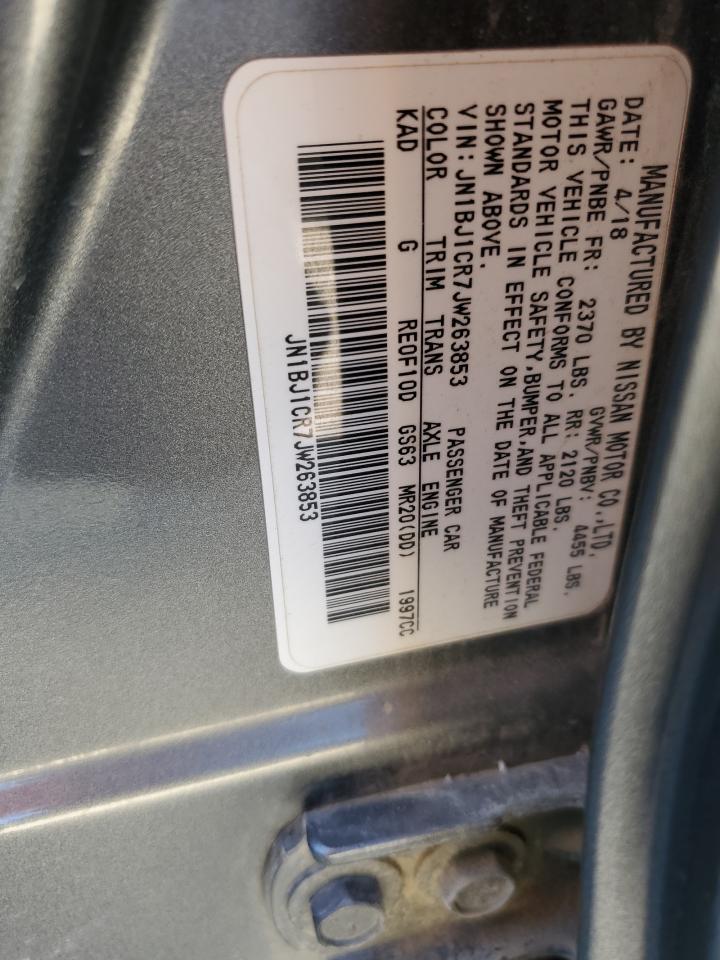 MANUFACTURED BY NISSAN MOTOR CO.,LTD.
DATE: 4/18 GVWR/PNBV: 4455 LBS.
GAWR/PNBE FR: 2370 LBS. RR: 2120 LBS.
THIS VEHICLE CONFORMS TO ALL APPLICABLE FEDERAL
MOTOR VEHICLE SAFETY,BUMPER,AND THEFT PREVENTION
STANDARDS IN EFFECT ON THE DATE OF MANUFACTURE
SHOWN ABOVE.
VIN: JN1BJ1CR7JW263853 PASSENGER CAR
COLOR TRIM TRANS AXLE ENGINE
KAD G RE0F10D GS63 MR20(DD) 1997CC
JN1BJ1CR7JW263853